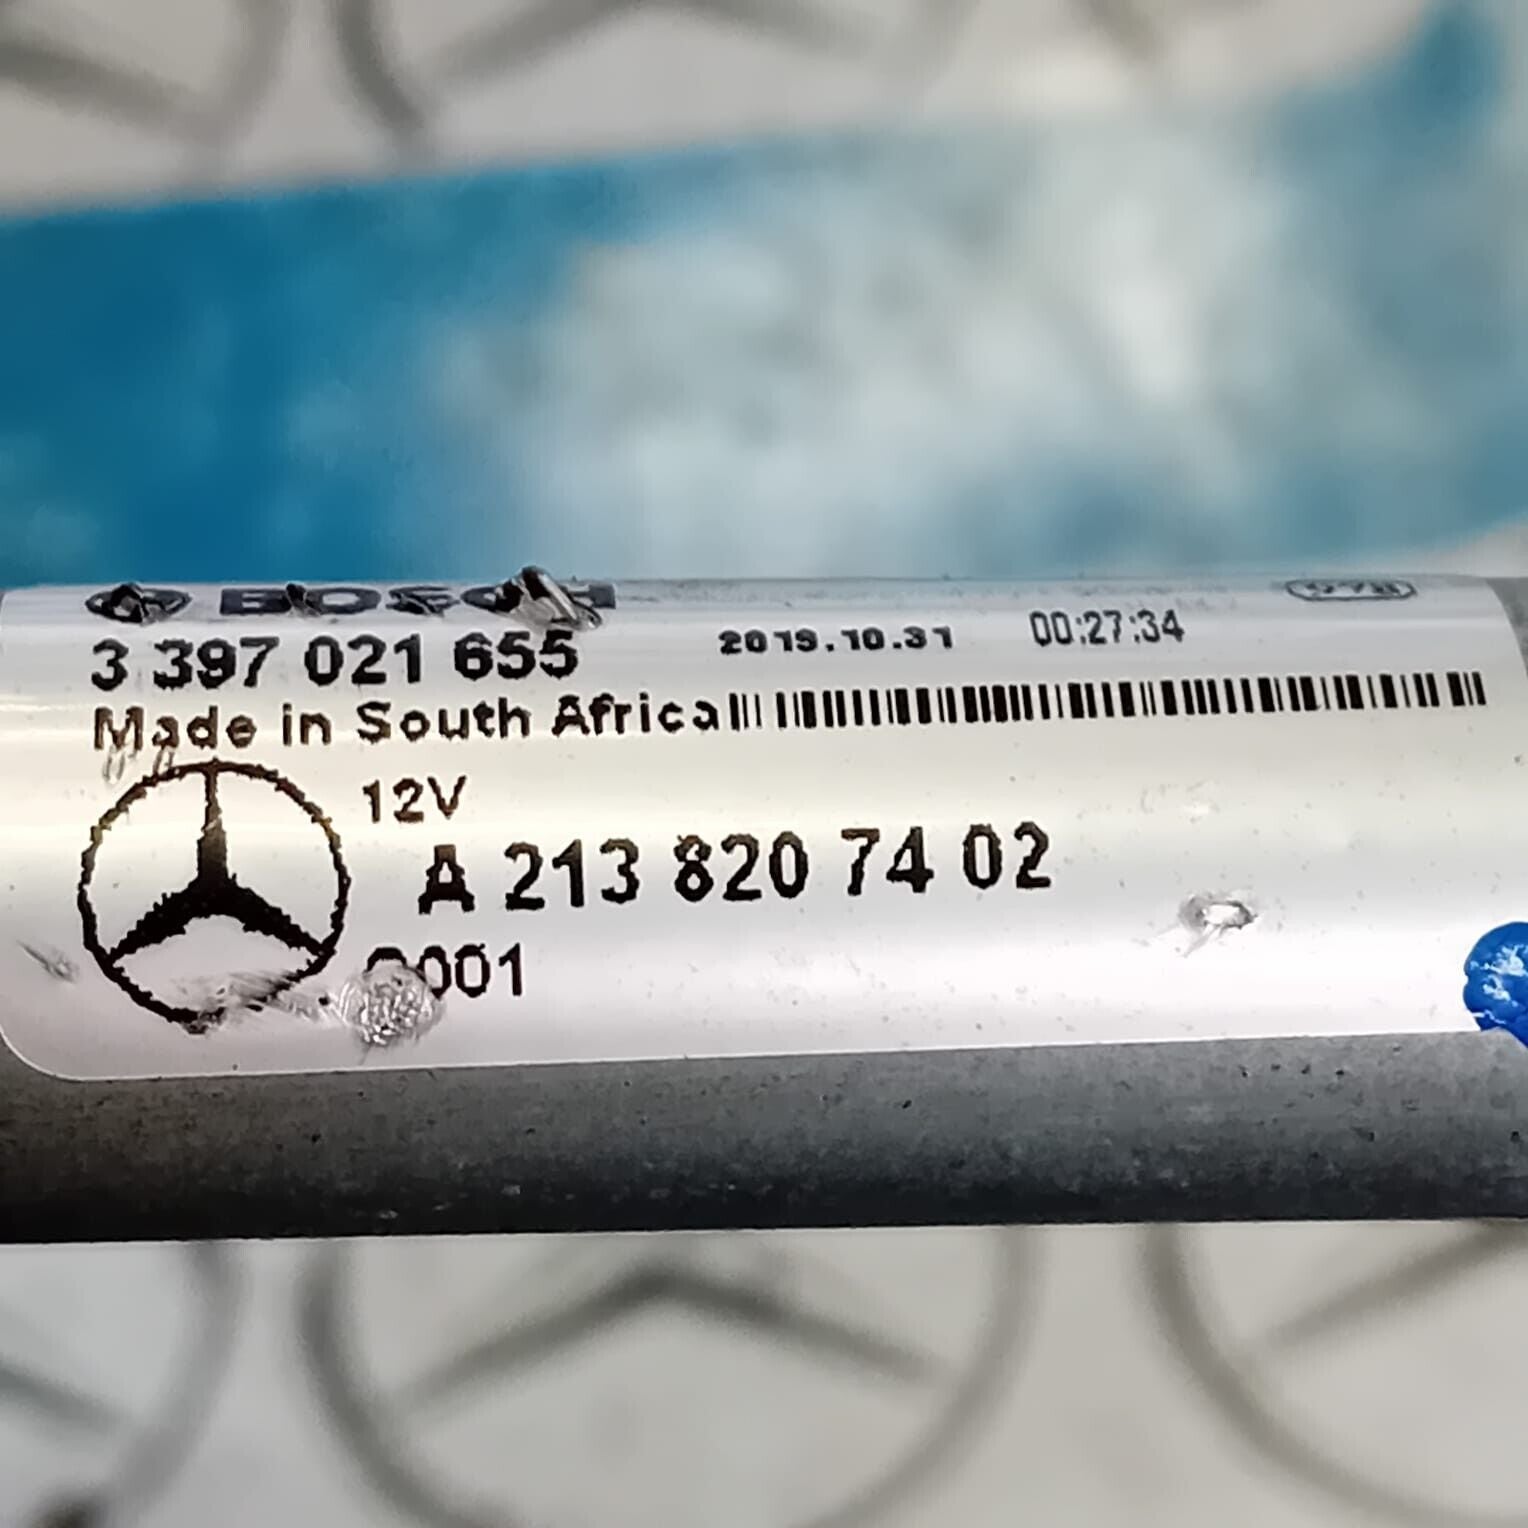 BOSCH
3 397 021 655 2019.10.31 00:27:34
Made in South Africa
12V
A 213 820 74 02
0001